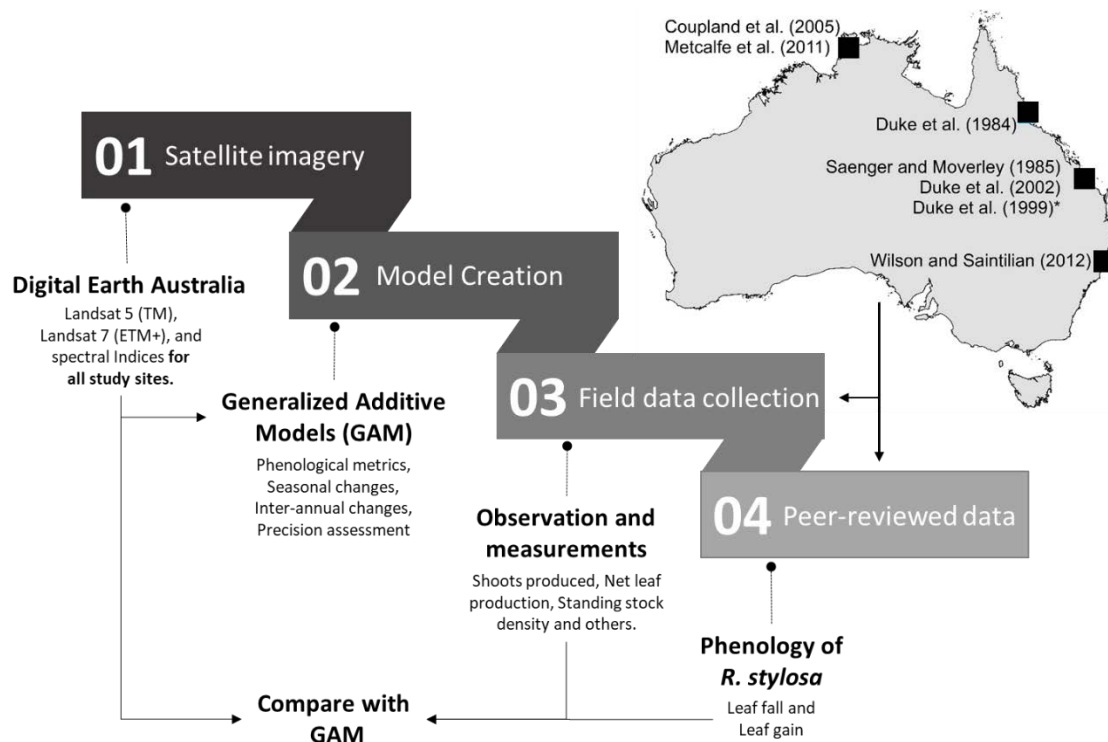 01 Satellite imagery
Digital Earth Australia
Landsat 5 (TM),
Landsat 7 (ETM+), and
spectral Indices for
all study sites.
02 Model Creation
Generalized Additive
Models (GAM)
Phenological metrics,
Seasonal changes,
Inter-annual changes,
Precision assessment
03 Field data collection
Observation and
measurements
Shoots produced, Net leaf
production, Standing stock
density and others.
04 Peer-reviewed data
Phenology of
R. stylosa
Leaf fall and
Leaf gain
Compare with
GAM
Coupland et al. (2005)
Metcalfe et al. (2011)
Duke et al. (1984)
Saenger and Moverley (1985)
Duke et al. (2002)
Duke et al. (1999)*
Wilson and Saintilian (2012)